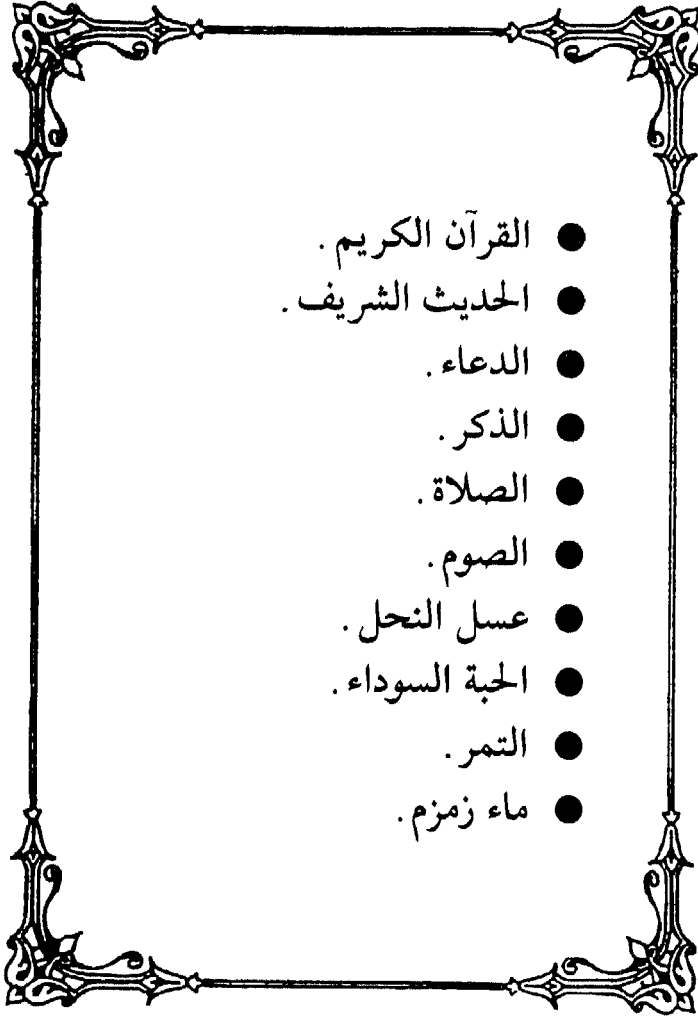 ● القرآن الكريم.
● الحديث الشريف.
● الدعاء.
● الذكر.
● الصلاة.
● الصوم.
● عسل النحل.
● الحبة السوداء.
● التمر.
● ماء زمزم.